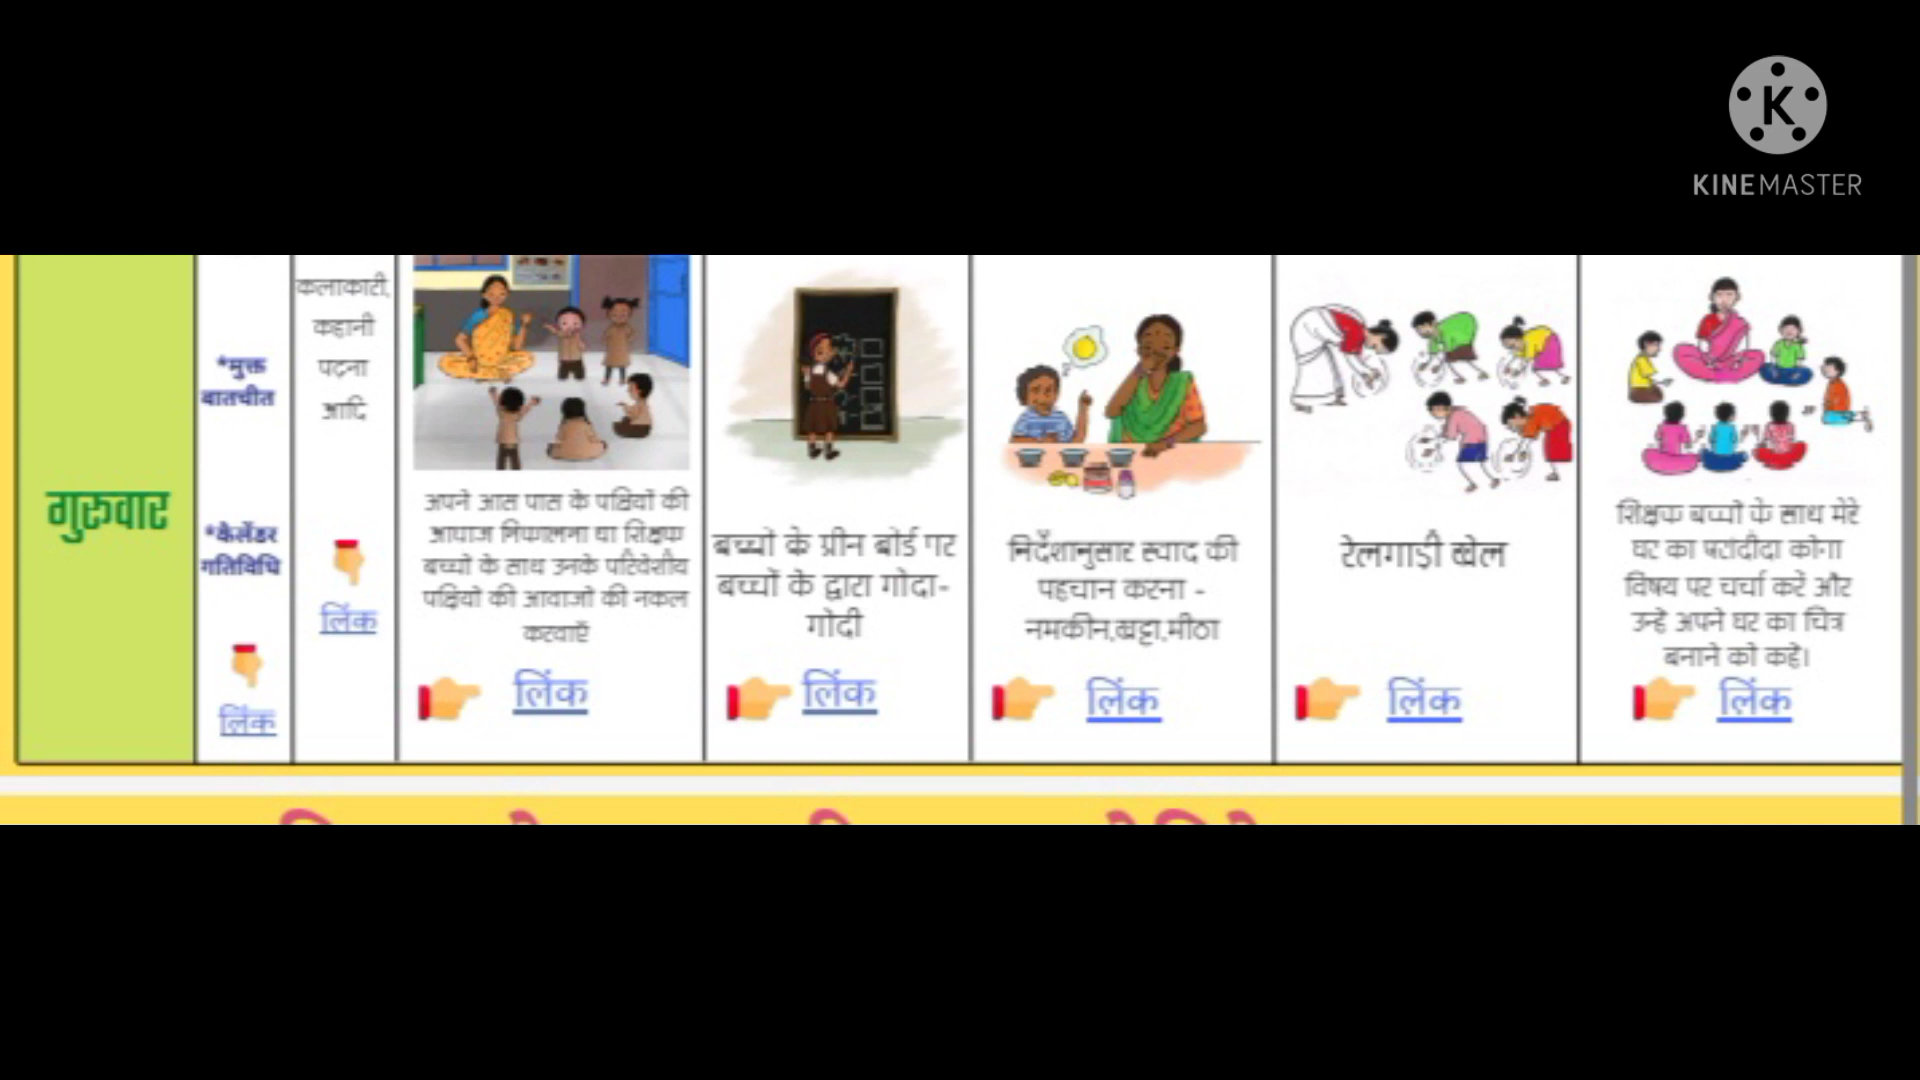 KINEMASTER
गुरूवार
*मुक्त
बातचीत
*कैलेंडर
गतिविधि
लिंक
कलाकारी,
कहानी
पढ़ना
आदि
लिंक
अपने आस पास के पक्षियों की
आवाज निकालना या शिक्षक
बच्चों के साथ उनके परिवेशीय
पक्षियों की आवाजों की नकल
करवाएँ
लिंक
बच्चों के ग्रीन बोर्ड पर
बच्चों के द्वारा गोदा-
गोदी
लिंक
निर्देशानुसार स्वाद की
पहचान करना -
नमकीन,खट्टा,मीठा
लिंक
रेलगाड़ी खेल
लिंक
शिक्षक बच्चों के साथ मेरे
घर का पसंदीदा कोना
विषय पर चर्चा करें और
उन्हें अपने घर का चित्र
बनाने को कहें।
लिंक